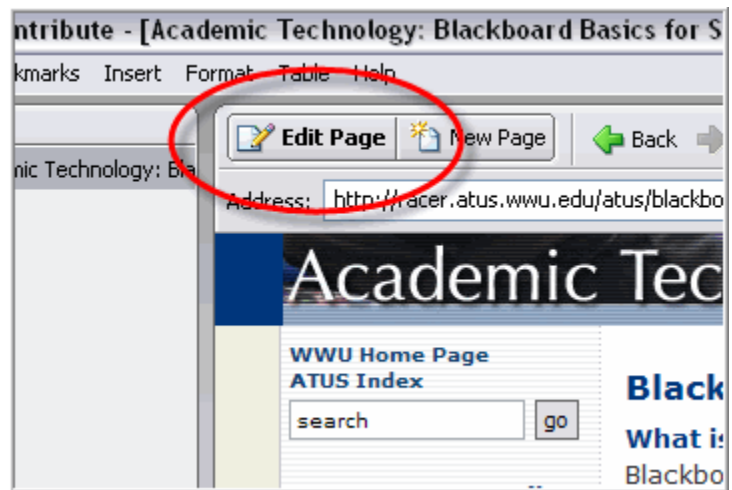 ntribute - [Academic Technology: Blackboard Basics for S
kmarks Insert Format Table Help
Edit Page New Page Back
mic Technology: Bla
Address: http://racer.atus.wwu.edu/atus/blackbo
Academic Tec
WWU Home Page
ATUS Index
search go
Black
What is
Blackbo